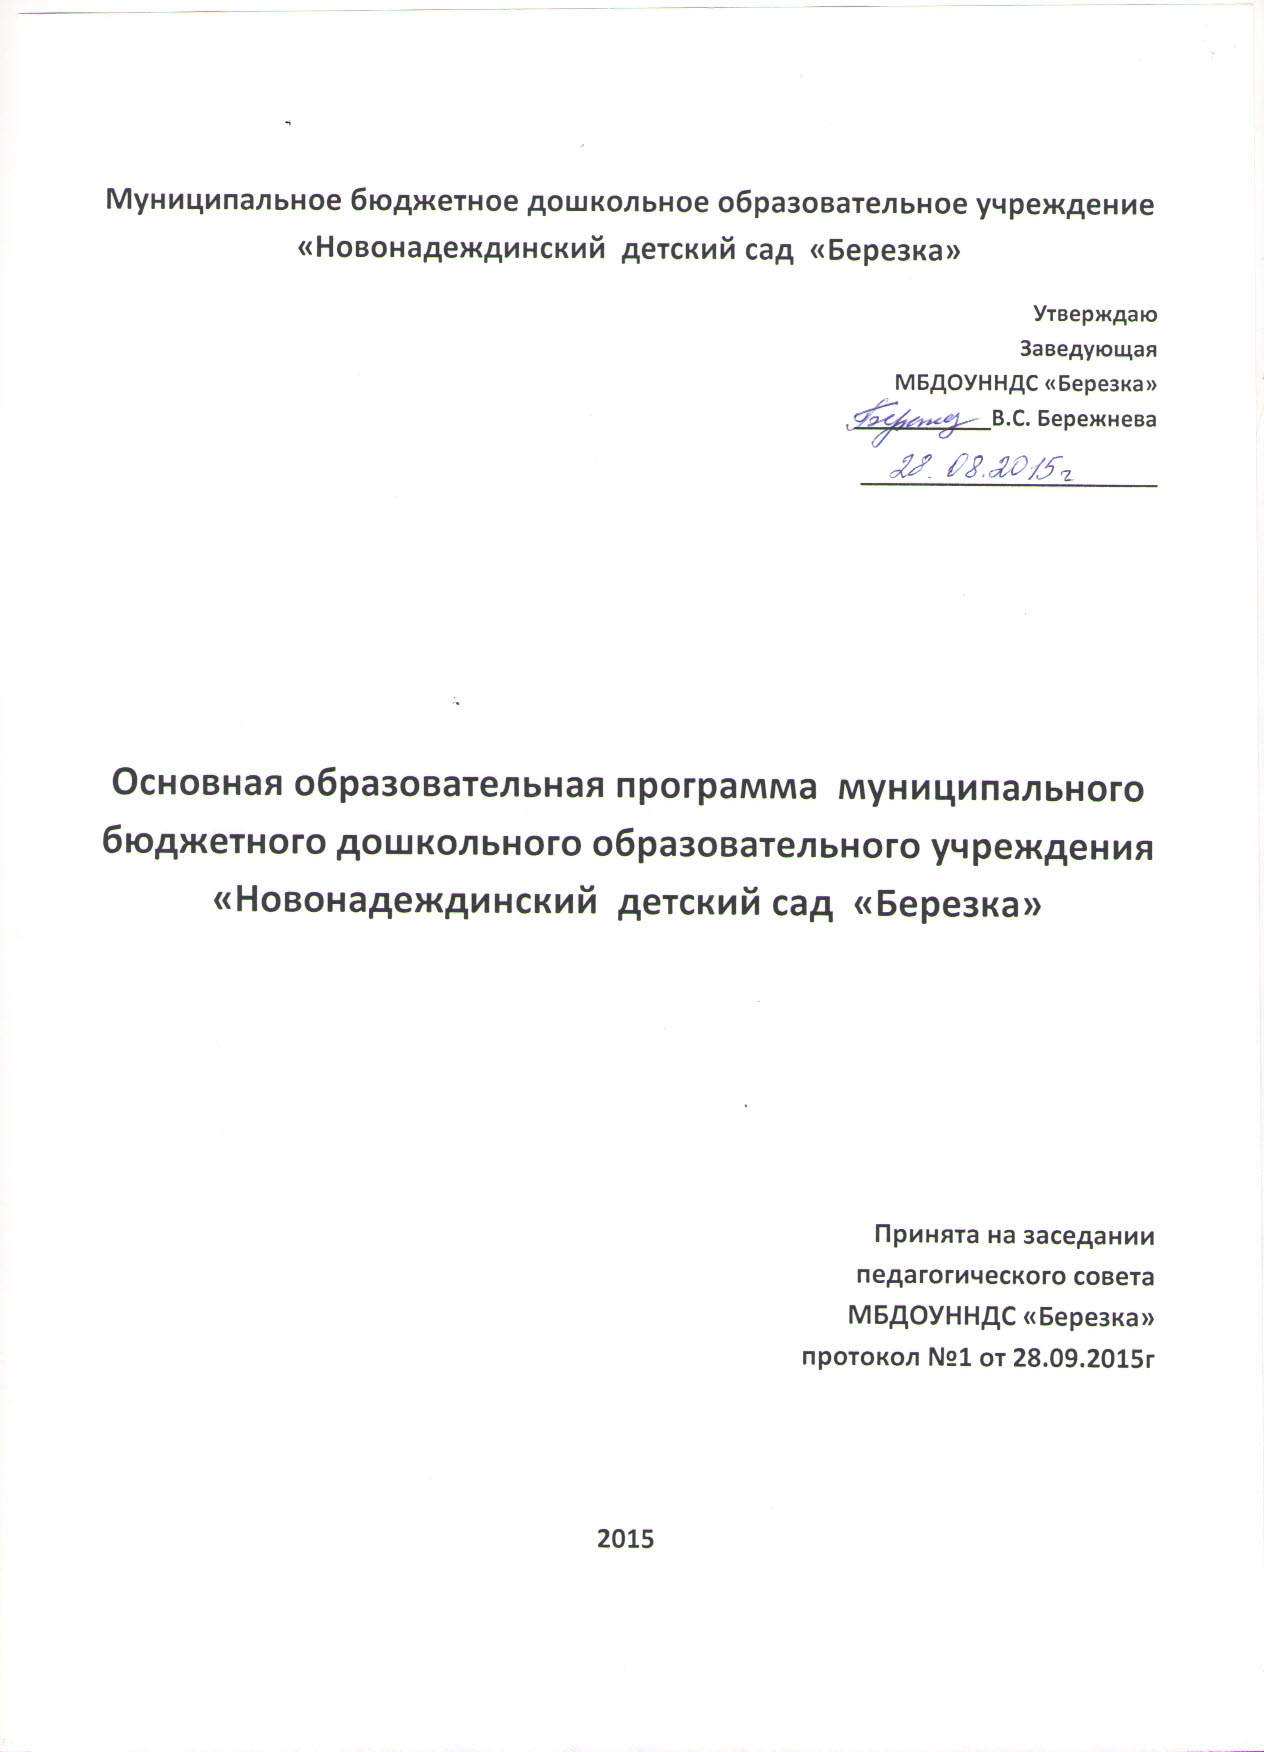 Муниципальное бюджетное дошкольное образовательное учреждение
«Новонадеждинский детский сад «Березка»
Утверждаю
Заведующая
МБДОУННДС «Березка»
В.С. Бережнева
28.08.2015г
Основная образовательная программа муниципального
бюджетного дошкольного образовательного учреждения
«Новонадеждинский детский сад «Березка»
Принята на заседании
педагогического совета
МБДОУННДС «Березка»
протокол №1 от 28.09.2015г
2015